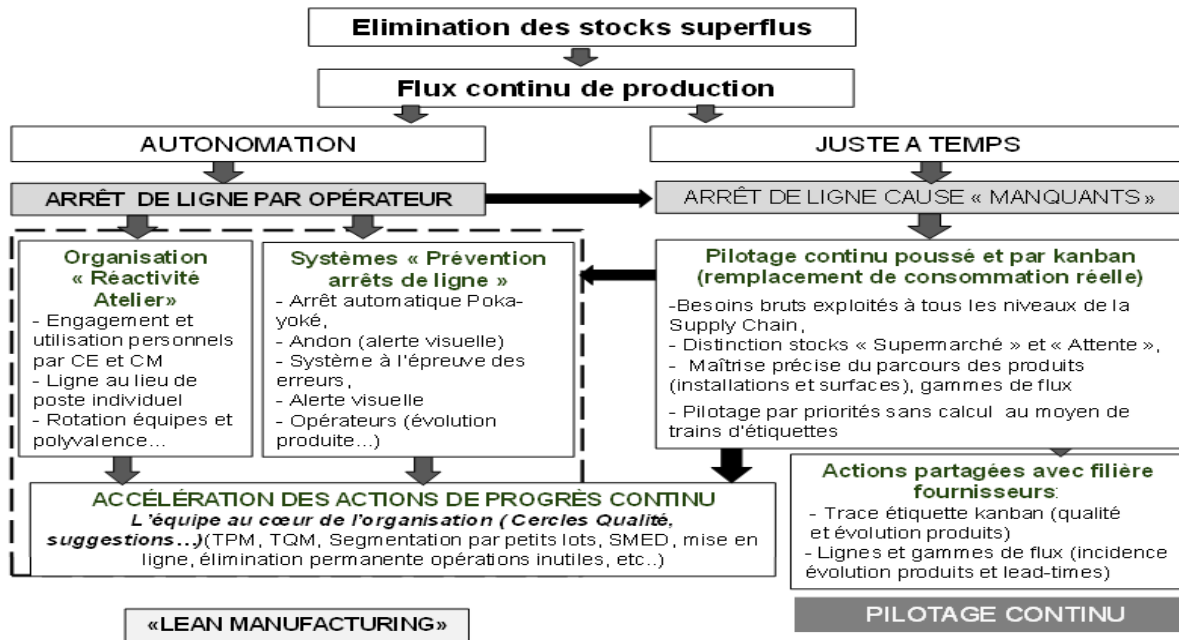 Elimination des stocks superflus
Flux continu de production
AUTONOMATION
JUSTE A TEMPS
ARRÊT DE LIGNE PAR OPÉRATEUR
ARRÊT DE LIGNE CAUSE « MANQUANTS »
Organisation
« Réactivité
Atelier»
- Engagement et
utilisation personnels
par CE et CM
- Ligne au lieu de
poste individuel
- Rotation équipes et
polyvalence...
Systèmes « Prévention
arrêts de ligne »
- Arrêt automatique Poka-
yoké,
- Andon (alerte visuelle)
- Système à l'épreuve des
erreurs,
- Alerte visuelle
- Opérateurs (évolution
produite...)
Pilotage continu poussé et par kanban
(remplacement de consommation réelle)
-Besoins bruts exploités à tous les niveaux de la
Supply Chain,
- Distinction stocks « Supermarché » et « Attente »,
- Maîtrise précise du parcours des produits
(installations et surfaces), gammes de flux
- Pilotage par priorités sans calcul au moyen de
trains d'étiquettes
ACCÉLÉRATION DES ACTIONS DE PROGRÈS CONTINU
L'équipe au cœur de l'organisation ( Cercles Qualité,
suggestions...)(TPM, TQM, Segmentation par petits lots, SMED, mise en
ligne, élimination permanente opérations inutiles, etc..)
Actions partagées avec filière
fournisseurs:
- Trace étiquette kanban (qualité
et évolution produits)
- Lignes et gammes de flux (incidence
évolution produits et lead-times)
«LEAN MANUFACTURING»
PILOTAGE CONTINU